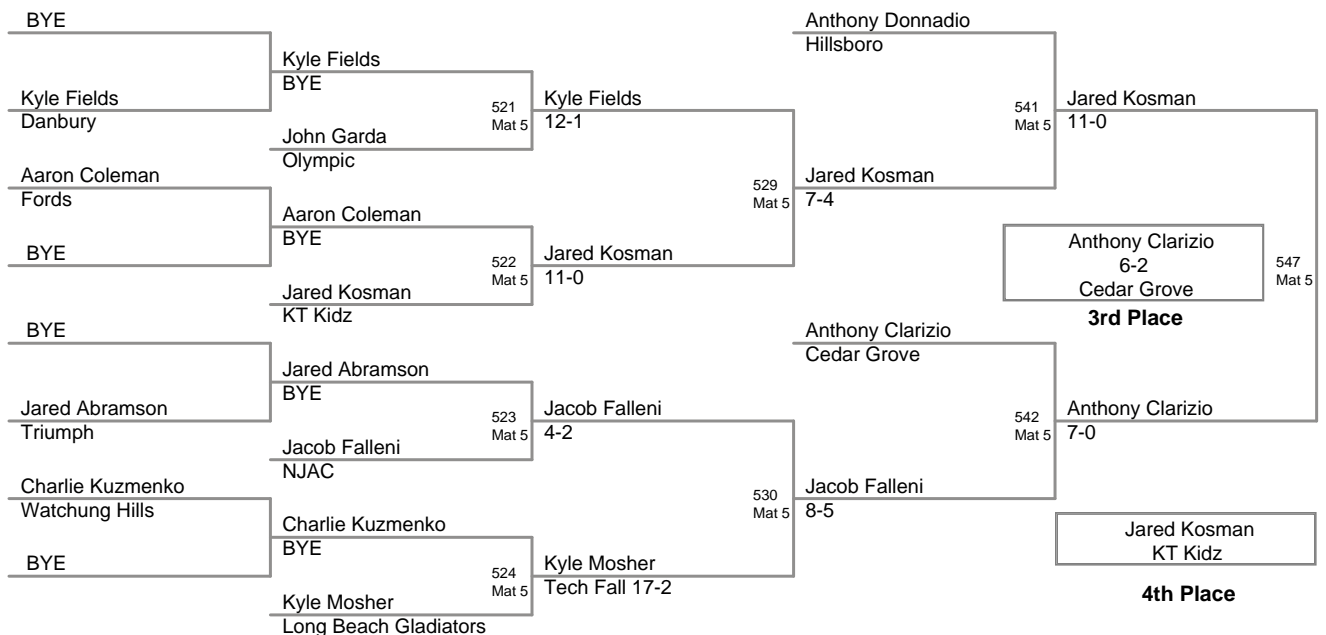 BYE
Kyle Fields
Danbury
Aaron Coleman
Fords
BYE
BYE
Jared Abramson
Triumph
Charlie Kuzmenko
Watchung Hills
BYE
Kyle Fields
BYE
John Garda
Olympic
Aaron Coleman
BYE
Jared Kosman
KT Kidz
Jared Abramson
BYE
Jacob Falleni
NJAC
Charlie Kuzmenko
BYE
Kyle Mosher
Long Beach Gladiators
521
Mat 5
522
Mat 5
523
Mat 5
524
Mat 5
Kyle Fields
12-1
Jared Kosman
11-0
Jacob Falleni
4-2
Kyle Mosher
Tech Fall 17-2
529
Mat 5
530
Mat 5
Anthony Donnadio
Hillsboro
Jared Kosman
7-4
Anthony Clarizio
Cedar Grove
Jacob Falleni
8-5
541
Mat 5
542
Mat 5
Jared Kosman
11-0
Anthony Clarizio
7-0
547
Mat 5
Anthony Clarizio
6-2
Cedar Grove
3rd Place
Jared Kosman
KT Kidz
4th Place